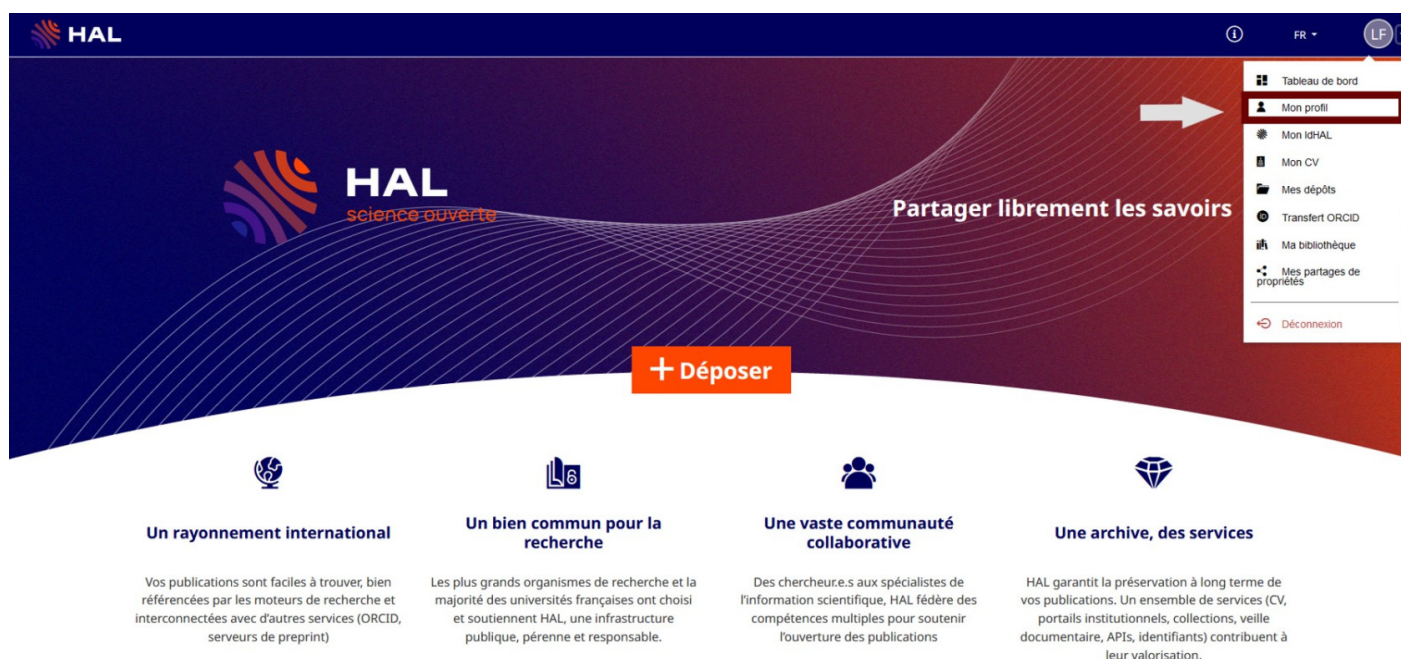 HAL
FR
LF
Tableau de bord
Mon profil
Mon IdHAL
Mon CV
Mes dépôts
Transfert ORCID
Ma bibliothèque
Mes partages de
propriétés
Déconnexion
HAL
science ouverte
Partager librement les savoirs
+ Déposer
Un rayonnement international
Vos publications sont faciles à trouver, bien
référencées par les moteurs de recherche et
interconnectées avec d'autres services (ORCID,
serveurs de preprint)
Un bien commun pour la
recherche
Les plus grands organismes de recherche et la
majorité des universités françaises ont choisi
et soutiennent HAL, une infrastructure
publique, pérenne et responsable.
Une vaste communauté
collaborative
Des chercheur.e.s aux spécialistes de
l'information scientifique, HAL fédère des
compétences multiples pour soutenir
l'ouverture des publications
Une archive, des services
HAL garantit la préservation à long terme de
vos publications. Un ensemble de services (CV,
portails institutionnels, collections, veille
documentaire, APIs, identifiants) contribuent à
leur valorisation.